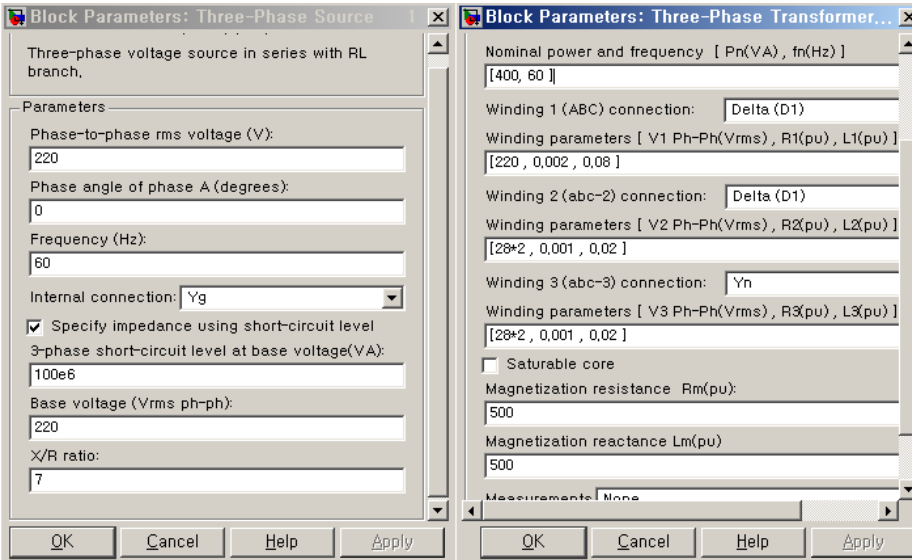 Block Parameters: Three-Phase Source 1
Three-phase voltage source in series with RL
branch,
Parameters
Phase-to-phase rms voltage (V):
220
Phase angle of phase A (degrees):
0
Frequency (Hz):
60
Internal connection: Yg
Specify impedance using short-circuit level
3-phase short-circuit level at base voltage(VA):
100e6
Base voltage (Vrms ph-ph):
220
X/R ratio:
7
OK Cancel Help Apply
Block Parameters: Three-Phase Transformer...
Nominal power and frequency [ Pn(VA) , fn(Hz) ]
[400, 60 ]
Winding 1 (ABC) connection: Delta (D1)
Winding parameters [ V1 Ph-Ph(Vrms) , R1(pu) , L1(pu) ]
[220 , 0,002 , 0,08 ]
Winding 2 (abc-2) connection: Delta (D1)
Winding parameters [ V2 Ph-Ph(Vrms) , R2(pu) , L2(pu) ]
[28*2 , 0,001 , 0,02 ]
Winding 3 (abc-3) connection: Yn
Winding parameters [ V3 Ph-Ph(Vrms) , R3(pu) , L3(pu) ]
[28*2 , 0,001 , 0,02 ]
Saturable core
Magnetization resistance Rm(pu):
500
Magnetization reactance Lm(pu)
500
Measurements None
OK Cancel Help Apply